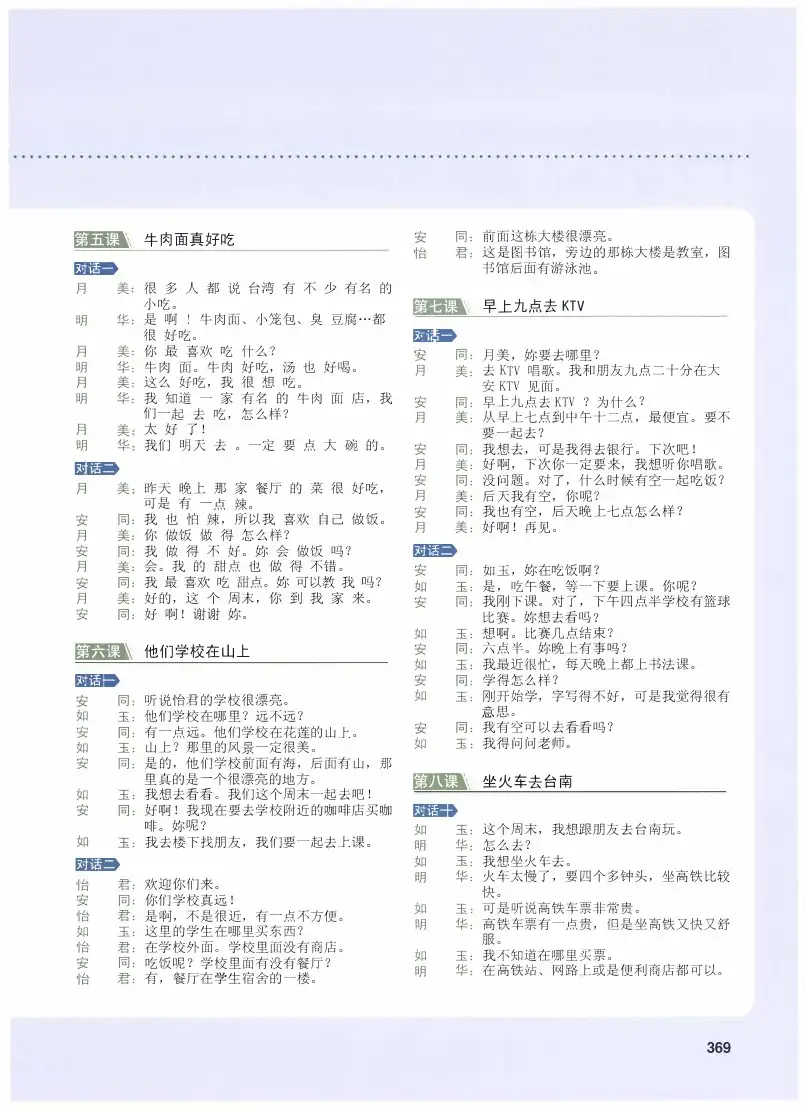 第五课 牛肉面真好吃
对话一
月 美：很 多 人 都 说 台湾 有 不 少 有名 的
小吃。
明 华：是 啊 ！牛肉面、小笼包、臭 豆腐…都
很 好吃。
月 美：你 最 喜欢 吃 什么？
明 华：牛肉 面。牛肉 好吃，汤 也 好喝。
月 美：这么 好吃，我 很 想 吃。
明 华：我 知道 一 家 有名 的 牛肉 面 店，我
们一起 去 吃，怎么样？
月 美：太 好 了！
明 华：我们 明天 去 。一定 要 点 大 碗 的。
对话二
月 美：昨天 晚上 那 家 餐厅 的 菜 很 好吃，
可是 有 一点 辣。
安 同：我 也 怕 辣，所以我 喜欢 自己 做饭。
月 美：你 做饭 做 得 怎么样？
安 同：我 做 得 不 好。妳 会 做饭 吗？
月 美：会。我 的 甜点 也 做 得 不错。
安 同：我 最 喜欢 吃 甜点。妳 可以教 我 吗？
月 美：好的，这 个 周末，你 到 我 家 来。
安 同：好 啊！谢谢 妳。
第六课 他们学校在山上
对话一
安 同：听说怡君的学校很漂亮。
如 玉：他们学校在哪里？远不远？
安 同：有一点远。他们学校在花莲的山上。
如 玉：山上？那里的风景一定很美。
安 同：是的，他们学校前面有海，后面有山，那
里真的是一个很漂亮的地方。
如 玉：我想去看看。我们这个周末一起去吧！
安 同：好啊！我现在要去学校附近的咖啡店买咖
啡。妳呢？
如 玉：我去楼下找朋友，我们要一起去上课。
对话二
怡 君：欢迎你们来。
安 同：你们学校真远！
怡 君：是啊，不是很近，有一点不方便。
如 玉：这里的学生在哪里买东西？
怡 君：在学校外面。学校里面没有商店。
安 同：吃饭呢？学校里面有没有餐厅？
怡 君：有，餐厅在学生宿舍的一楼。
安 同：前面这栋大楼很漂亮。
怡 君：这是图书馆，旁边的那栋大楼是教室，图
书馆后面有游泳池。
第七课 早上九点去 KTV
对话一
安 同：月美，妳要去哪里？
月 美：去 KTV 唱歌。我和朋友九点二十分在大
安 KTV 见面。
安 同：早上九点去 KTV ？为什么？
月 美：从早上七点到中午十二点，最便宜。要不
要一起去？
安 同：我想去，可是我得去银行。下次吧！
月 美：好啊，下次你一定要来，我想听你唱歌。
安 同：没问题。对了，什么时候有空一起吃饭？
月 美：后天我有空，你呢？
安 同：我也有空，后天晚上七点怎么样？
月 美：好啊！再见。
对话二
安 同：如玉，妳在吃饭啊？
如 玉：是，吃午餐，等一下要上课。你呢？
安 同：我刚下课。对了，下午四点半学校有篮球
比赛。妳想去看吗？
如 玉：想啊。比赛几点结束？
安 同：六点半。妳晚上有事吗？
如 玉：我最近很忙，每天晚上都上书法课。
安 同：学得怎么样？
如 玉：刚开始学，字写得不好，可是我觉得很有
意思。
安 同：我有空可以去看看吗？
如 玉：我得问问老师。
第八课 坐火车去台南
对话一
如 玉：这个周末，我想跟朋友去台南玩。
明 华：怎么去？
如 玉：我想坐火车去。
明 华：火车太慢了，要四个多钟头，坐高铁比较
快。
如 玉：可是听说高铁车票非常贵。
明 华：高铁车票有一点贵，但是坐高铁又快又舒
服。
如 玉：我不知道在哪里买票。
明 华：在高铁站、网路上或是便利商店都可以。
369